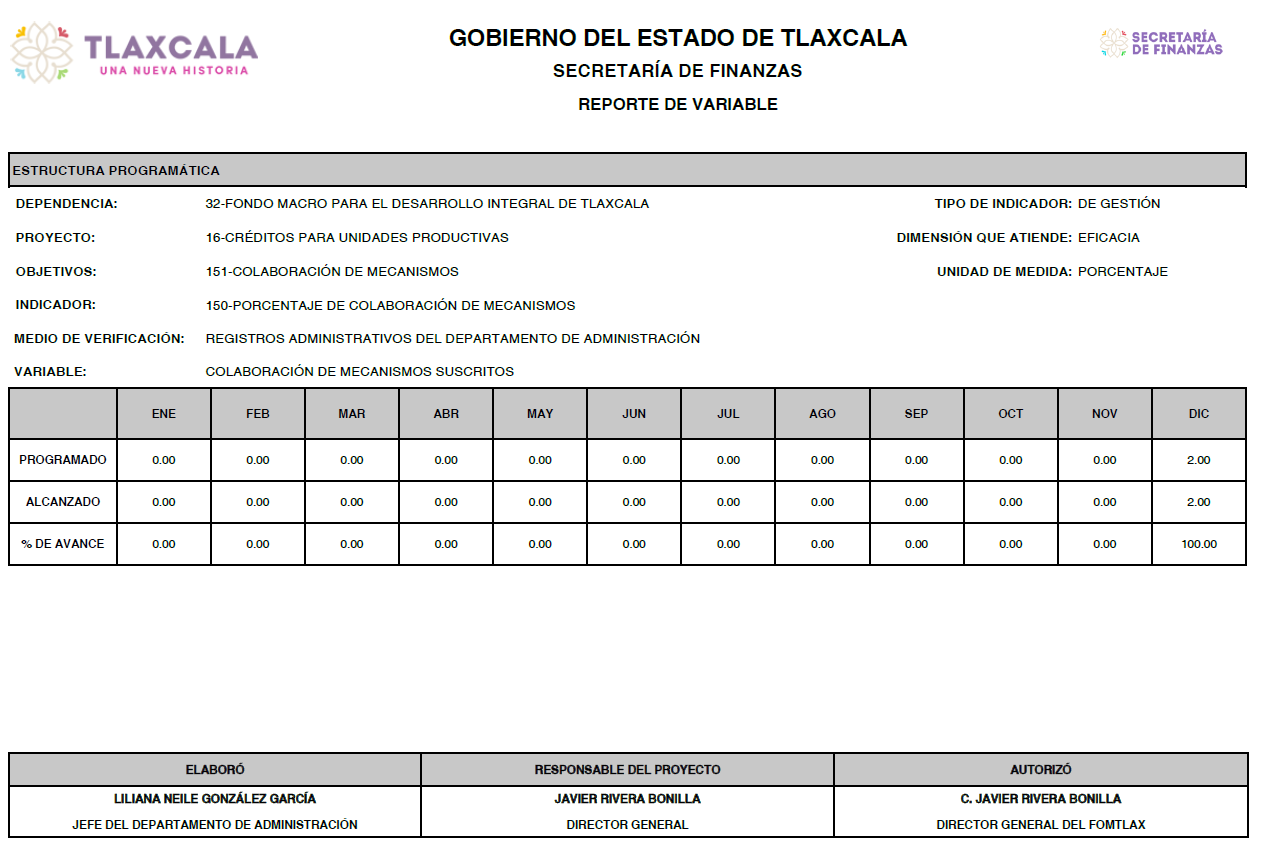 TLAXCALA
UNA NUEVA HISTORIA
GOBIERNO DEL ESTADO DE TLAXCALA
SECRETARÍA DE FINANZAS
REPORTE DE VARIABLE
SECRETARÍA
DE FINANZAS
ESTRUCTURA PROGRAMÁTICA
DEPENDENCIA: 32-FONDO MACRO PARA EL DESARROLLO INTEGRAL DE TLAXCALA TIPO DE INDICADOR: DE GESTIÓN
PROYECTO: 16-CRÉDITOS PARA UNIDADES PRODUCTIVAS DIMENSIÓN QUE ATIENDE: EFICACIA
OBJETIVOS: 151-COLABORACIÓN DE MECANISMOS UNIDAD DE MEDIDA: PORCENTAJE
INDICADOR: 150-PORCENTAJE DE COLABORACIÓN DE MECANISMOS
MEDIO DE VERIFICACIÓN: REGISTROS ADMINISTRATIVOS DEL DEPARTAMENTO DE ADMINISTRACIÓN
VARIABLE: COLABORACIÓN DE MECANISMOS SUSCRITOS
ENE FEB MAR ABR MAY JUN JUL AGO SEP OCT NOV DIC
PROGRAMADO 0.00 0.00 0.00 0.00 0.00 0.00 0.00 0.00 0.00 0.00 0.00 2.00
ALCANZADO 0.00 0.00 0.00 0.00 0.00 0.00 0.00 0.00 0.00 0.00 0.00 2.00
% DE AVANCE 0.00 0.00 0.00 0.00 0.00 0.00 0.00 0.00 0.00 0.00 0.00 100.00
ELABORÓ RESPONSABLE DEL PROYECTO AUTORIZÓ
LILIANA NEILE GONZÁLEZ GARCÍA JAVIER RIVERA BONILLA C. JAVIER RIVERA BONILLA
JEFE DEL DEPARTAMENTO DE ADMINISTRACIÓN DIRECTOR GENERAL DIRECTOR GENERAL DEL FOMTLAX